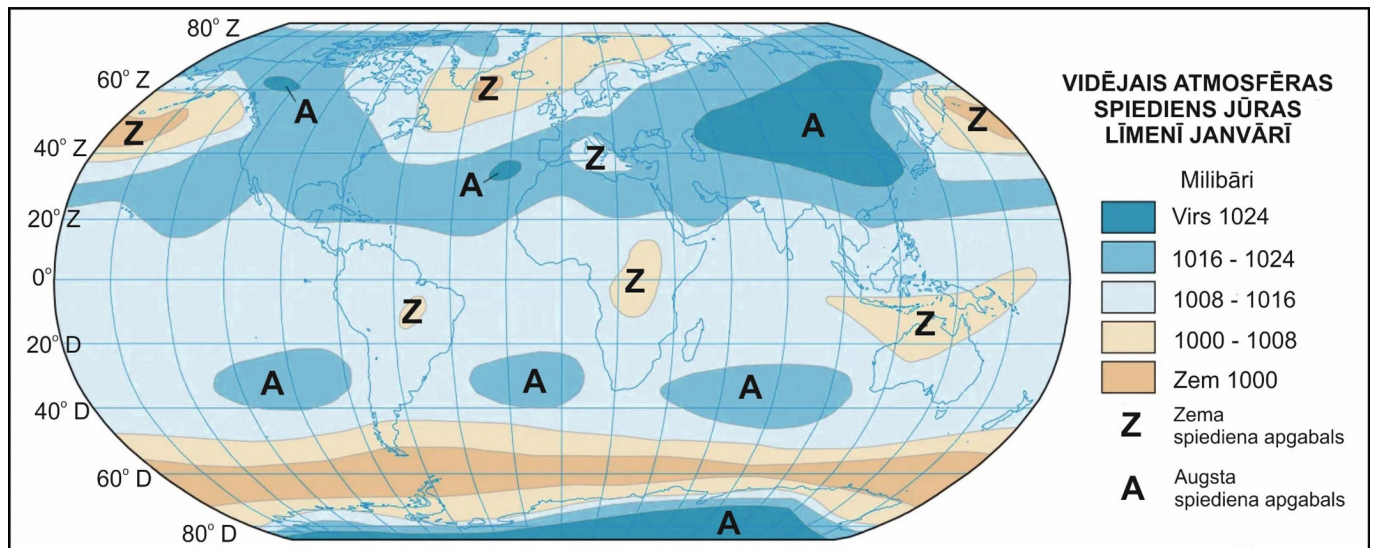 80° Z
60° Z
40° Z
20° Z
0°
20° D
40° D
60° D
80° D
Z
A
A
Z
Z
A
Z
Z
Z
Z
A
A
A
A
VIDĒJAIS ATMOSFĒRAS
SPIEDIENS JŪRAS
LĪMENĪ JANVĀRĪ
Milibāri
Virs 1024
1016 - 1024
1008 - 1016
1000 - 1008
Zem 1000
Z Zema
spiediena apgabals
A Augsta
spiediena apgabals